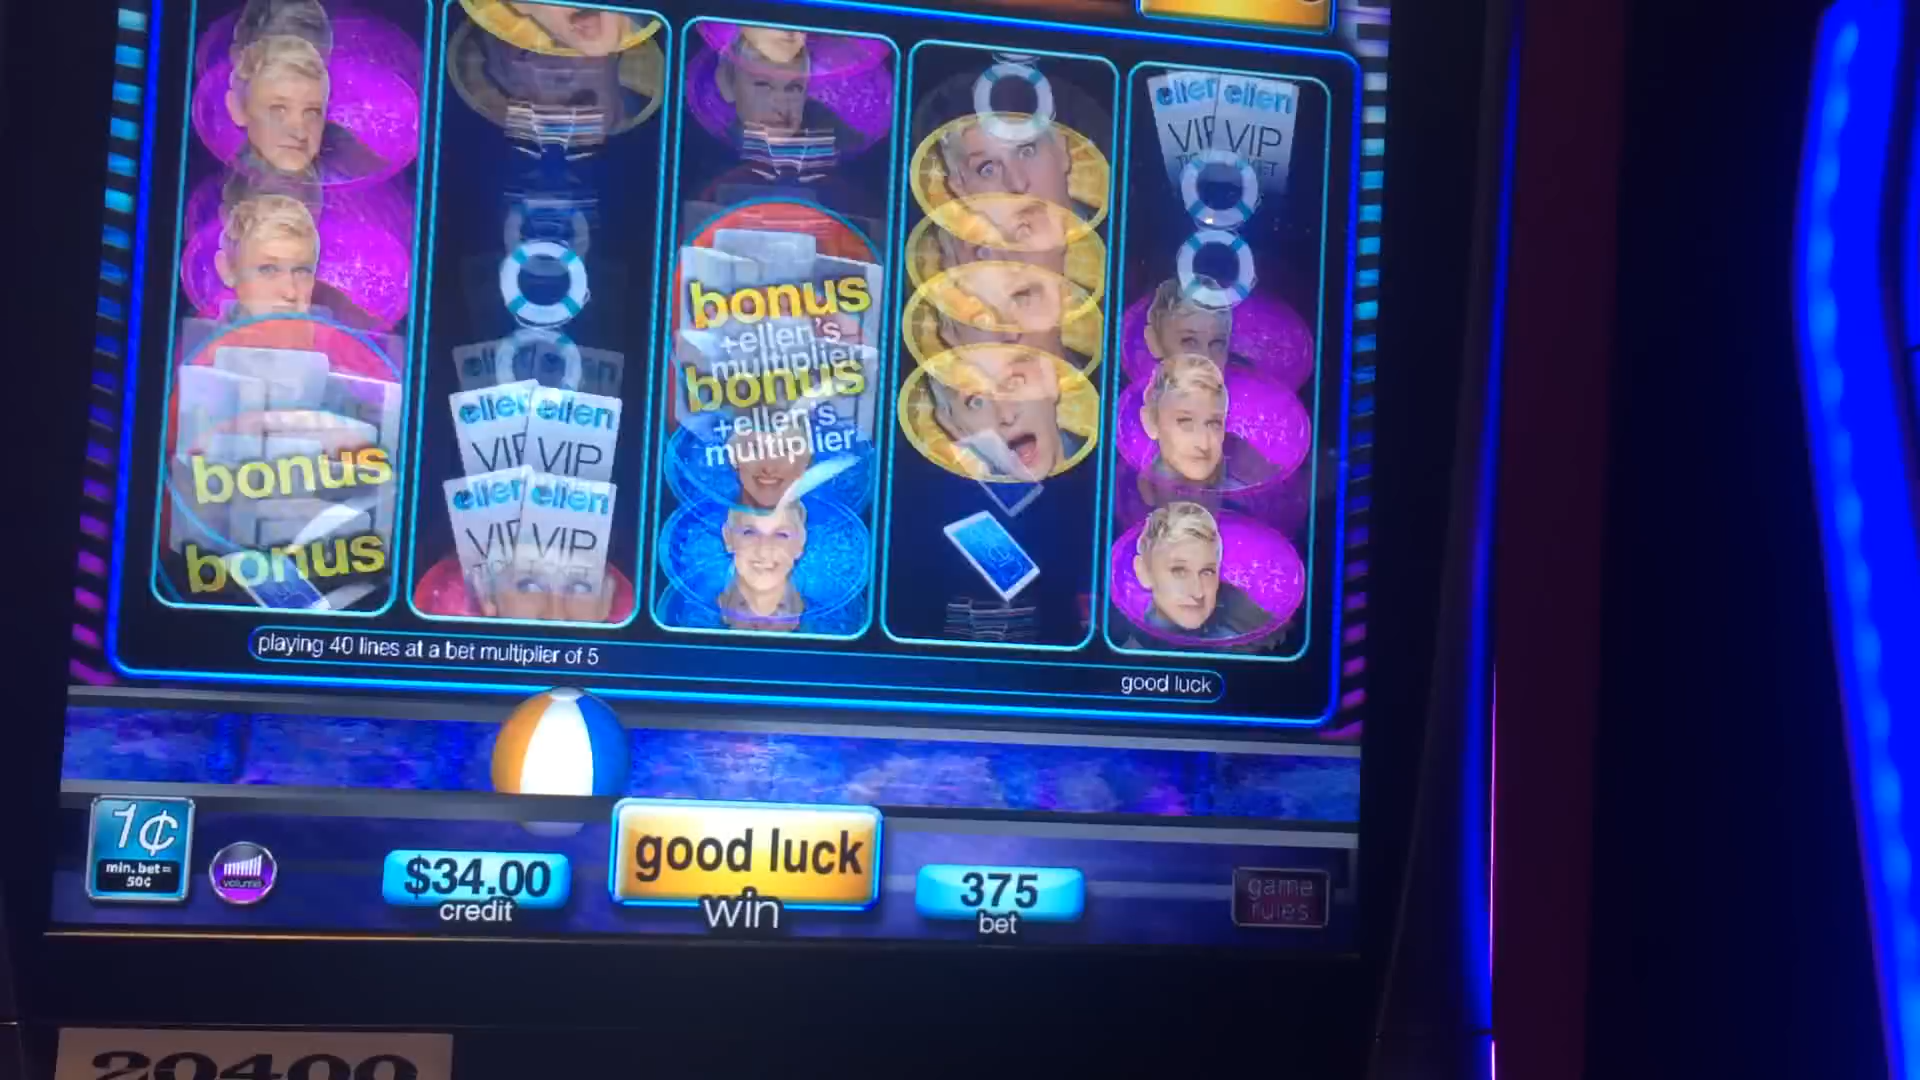 ellen ellen
VIP VIP
bonus
+ellen's
multiplier
bonus
+ellen's
multiplier
ellen ellen
VIP VIP
bonus
ellen ellen
VIP VIP
bonus
playing 40 lines at a bet multiplier of 5
good luck
1¢
min. bet =
50¢
volume
$34.00
credit
good luck
win
375
bet
game
rules
20400